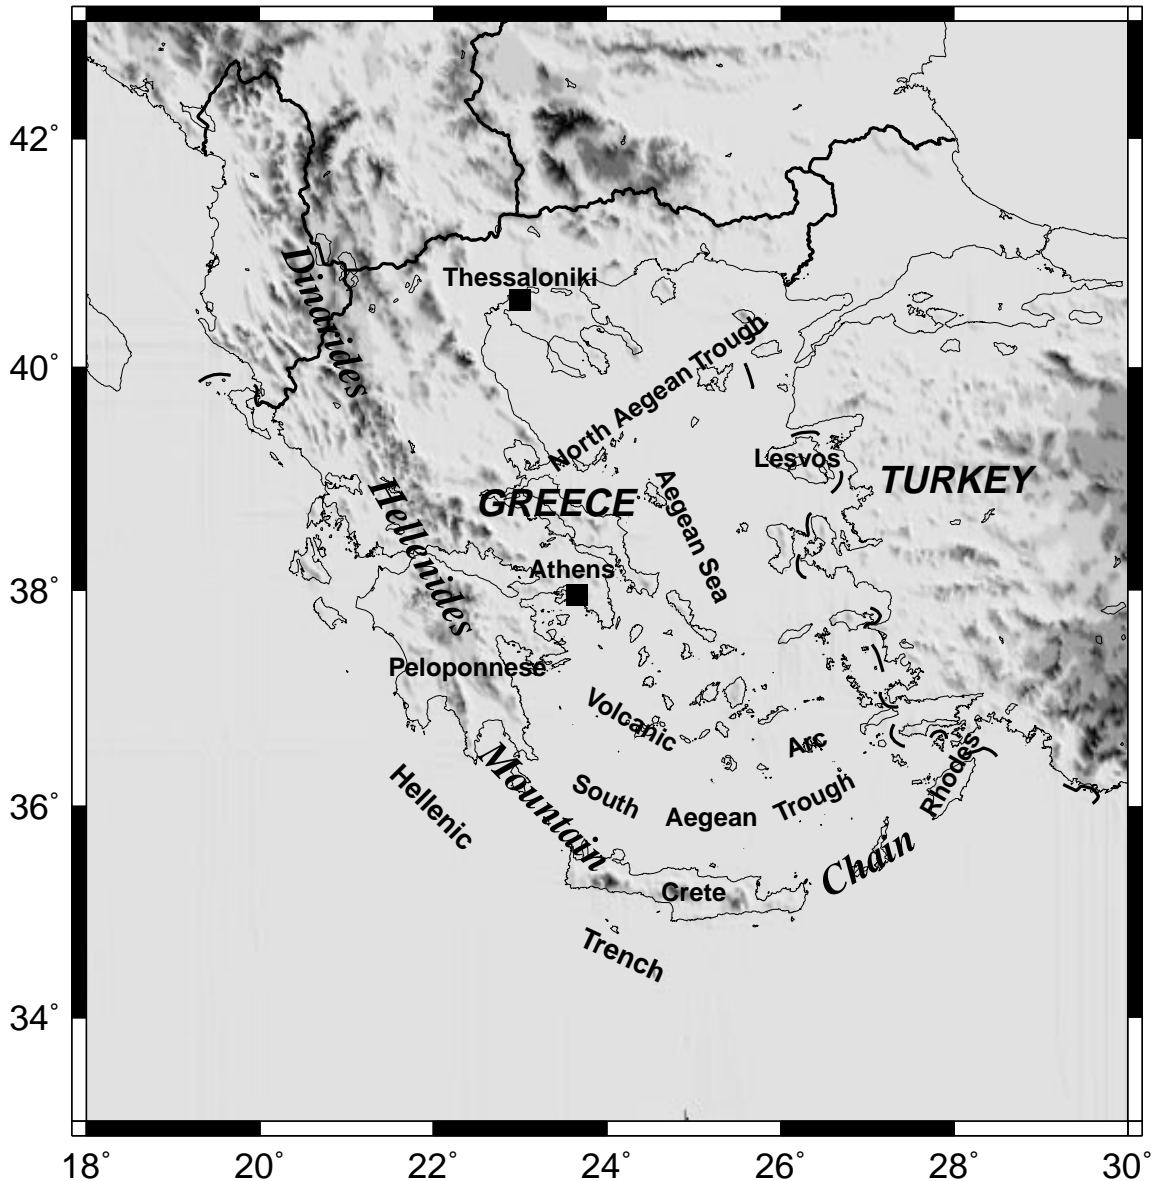 42°
40°
38°
36°
34°
18°
20°
22°
24°
26°
28°
30°
Dinarides
Hellenides
Mountain
Chain
Thessaloniki
North Aegean Trough
Lesvos
TURKEY
GREECE
Aegean Sea
Athens
Peloponnese
Volcanic
Arc
South
Aegean
Trough
Rhodes
Hellenic
Trench
Crete